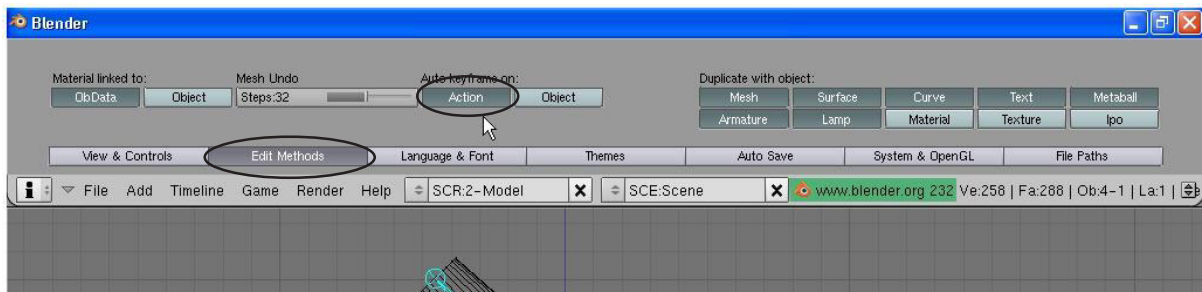 Blender
Material linked to: Mesh Undo Auto keyframe on: Duplicate with object:
ObData Object Steps:32 Action Object Mesh Surface Curve Text Metaball
Armature Lamp Material Texture Ipo
View & Controls Edit Methods Language & Font Themes Auto Save System & OpenGL File Paths
File Add Timeline Game Render Help SCR:2-Model SCE:Scene www.blender.org 232 Ve:258 | Fa:288 | Ob:4-1 | La:1 |